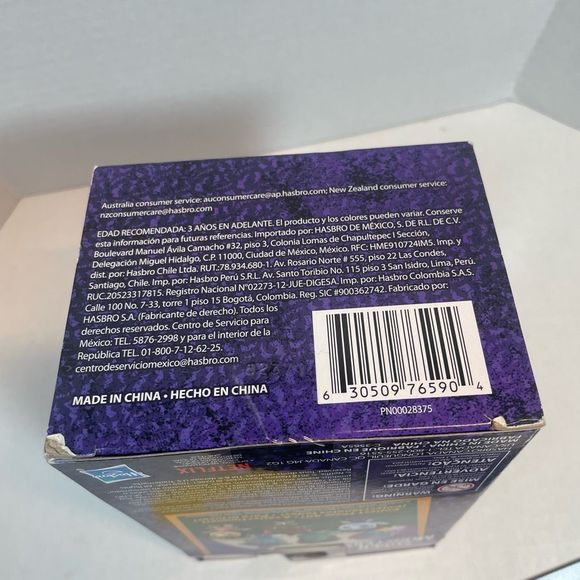 Australia consumer service: auconsumercare@ap.hasbro.com; New Zealand consumer service:
nzconsumercare@hasbro.com
EDAD RECOMENDADA: 3 AÑOS EN ADELANTE. El producto y los colores pueden variar. Conserve
esta información para futuras referencias. Importado por: HASBRO DE MÉXICO, S. DE R.L. DE C.V.
Boulevard Manuel Ávila Camacho #32, piso 3, Colonia Lomas de Chapultepec I Sección,
Delegación Miguel Hidalgo, C.P. 11000, Ciudad de México, México. RFC: HME910724IM5. Imp. y
dist. por: Hasbro Chile Ltda. RUT:78.934.680-1, Av. Rosario Norte # 555, piso 22 Las Condes,
Santiago, Chile. Imp. por: Hasbro Perú S.R.L. Av. Santo Toribio No. 115 piso 3 San Isidro, Lima, Perú.
RUC.20523317815. Registro Nacional N°02273-12-JUE-DIGESA. Imp. por: Hasbro Colombia S.A.S.
Calle 100 No. 7-33, torre 1 piso 15 Bogotá, Colombia. Reg. SIC #900362742. Fabricado por:
HASBRO S.A. (Fabricante de derecho). Todos los
derechos reservados. Centro de Servicio para
México: TEL. 5876-2998 y para el interior de la
República TEL. 01-800-7-12-62-25.
centrodeserviciomexico@hasbro.com
MADE IN CHINA • HECHO EN CHINA
6 30509 76590 4
PN00028375
Hasbro
NETFLIX
WARNING:
ADVERTENCIA
ATENÇÃO:
FABRIQUÉ EN CHINE